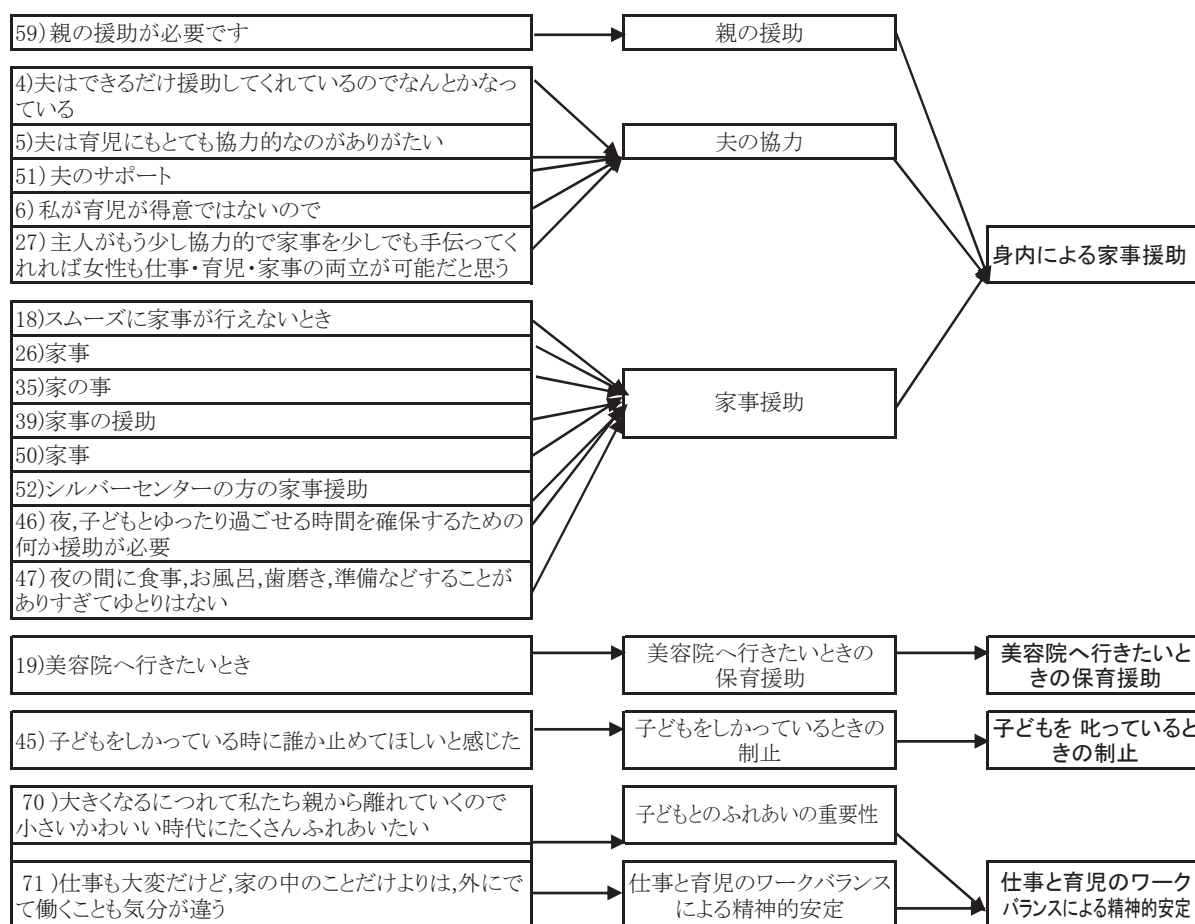 59)親の援助が必要です
親の援助
4)夫はできるだけ援助してくれているのでなんとかなっ
ている
5)夫は育児にもとても協力的なのがありがたい
夫の協力
51)夫のサポート
6)私が育児が得意ではないので
27)主人がもう少し協力的で家事を少しでも手伝ってく
れれば女性も仕事・育児・家事の両立が可能だと思う
身内による家事援助
18)スムーズに家事が行えないとき
26)家事
35)家の事
39)家事の援助
50)家事
52)シルバーセンターの方の家事援助
46)夜,子どもとゆったり過ごせる時間を確保するための
何か援助が必要
47)夜の間に食事,お風呂,歯磨き,準備などすることが
ありすぎてゆとりはない
家事援助
19)美容院へ行きたいとき
美容院へ行きたいときの
保育援助
美容院へ行きたいと
きの保育援助
45)子どもをしかっている時に誰か止めてほしいと感じた
子どもをしかっているときの
制止
子どもを 叱っていると
きの制止
70 )大きくなるにつれて私たち親から離れていくので
小さいかわいい時代にたくさんふれあいたい
子どもとのふれあいの重要性
71 )仕事も大変だけど,家の中のことだけよりは,外にで
て働くことも気分が違う
仕事と育児のワークバランス
による精神的安定
仕事と育児のワーク
バランスによる精神的安定